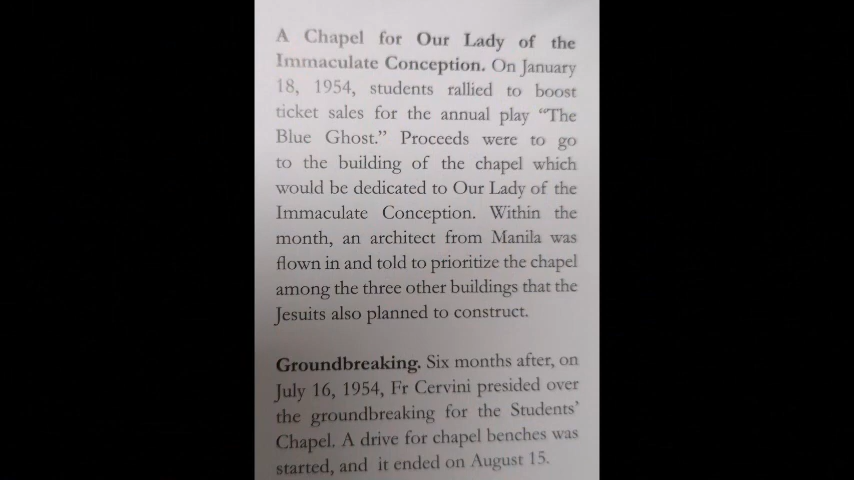 A Chapel for Our Lady of the
Immaculate Conception. On January
18, 1954, students rallied to boost
ticket sales for the annual play “The
Blue Ghost.” Proceeds were to go
to the building of the chapel which
would be dedicated to Our Lady of the
Immaculate Conception. Within the
month, an architect from Manila was
flown in and told to prioritize the chapel
among the three other buildings that the
Jesuits also planned to construct.
Groundbreaking. Six months after, on
July 16, 1954, Fr Cervini presided over
the groundbreaking for the Students’
Chapel. A drive for chapel benches was
started, and it ended on August 15.